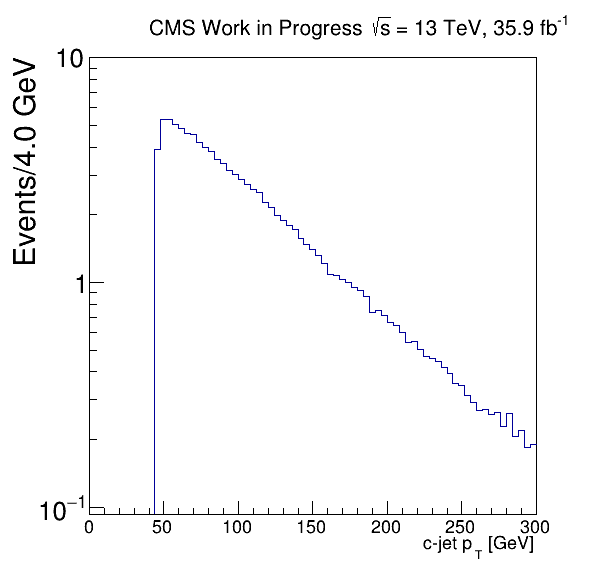 CMS Work in Progress √s = 13 TeV, 35.9 fb⁻¹
Events/4.0 GeV
10
1
10⁻¹
0 50 100 150 200 250 300
c-jet p_T [GeV]